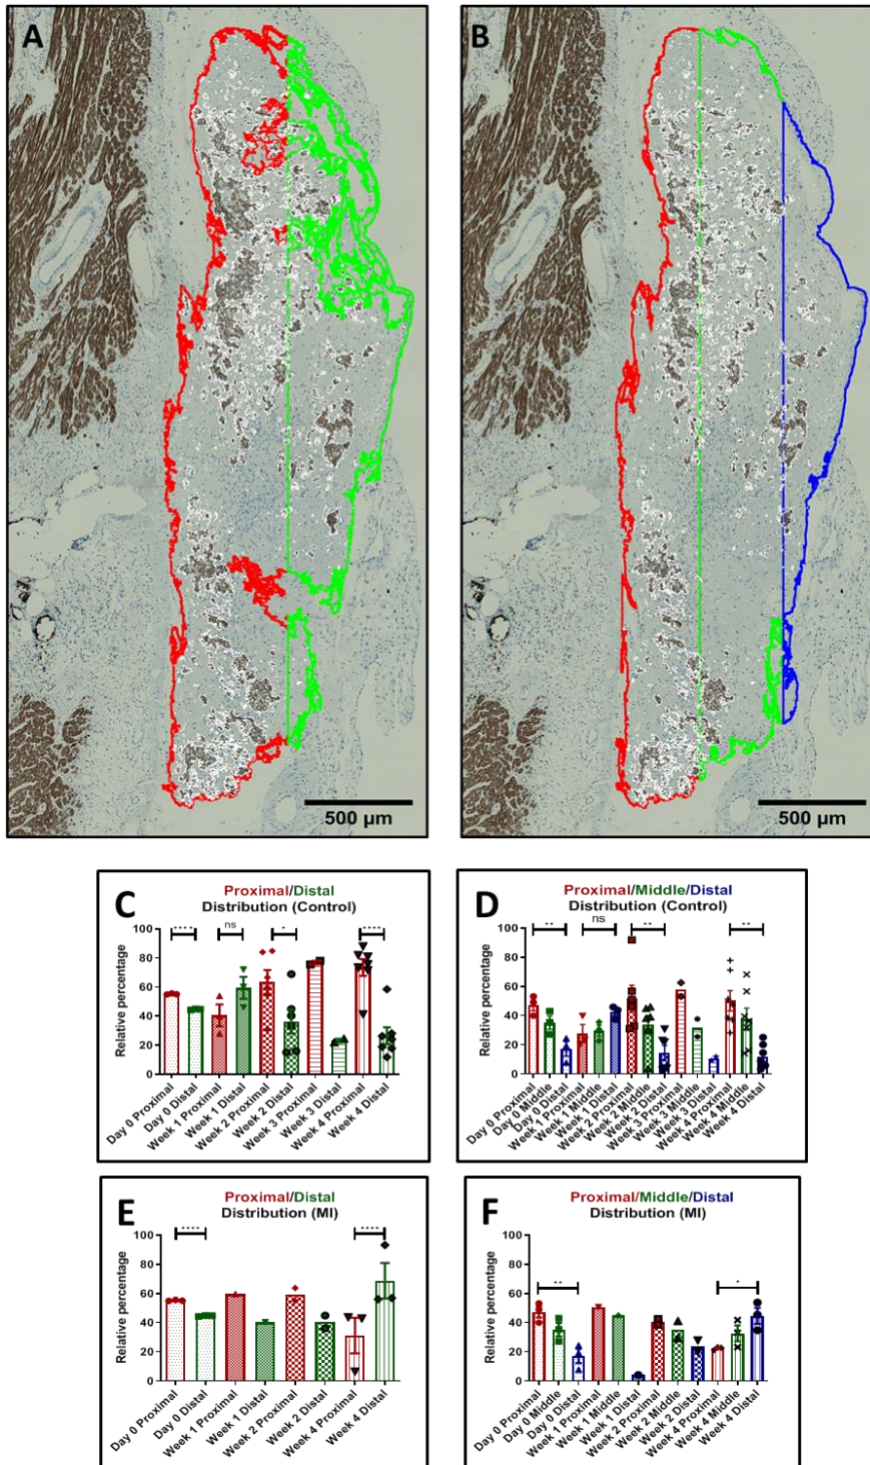 A
B
500 µm
500 µm
C
Proximal/Distal
Distribution (Control)
Relative percentage
100
80
60
40
20
0
****
ns
*
****
Day 0 Proximal
Day 0 Distal
Week 1 Proximal
Week 1 Distal
Week 2 Proximal
Week 2 Distal
Week 3 Proximal
Week 3 Distal
Week 4 Proximal
Week 4 Distal
D
Proximal/Middle/Distal
Distribution (Control)
Relative percentage
100
80
60
40
20
0
**
ns
**
**
Day 0 Proximal
Day 0 Middle
Day 0 Distal
Week 1 Proximal
Week 1 Middle
Week 1 Distal
Week 2 Proximal
Week 2 Middle
Week 2 Distal
Week 3 Proximal
Week 3 Middle
Week 3 Distal
Week 4 Proximal
Week 4 Middle
Week 4 Distal
E
Proximal/Distal
Distribution (MI)
Relative percentage
100
80
60
40
20
0
****
****
Day 0 Proximal
Day 0 Distal
Week 1 Proximal
Week 1 Distal
Week 2 Proximal
Week 2 Distal
Week 4 Proximal
Week 4 Distal
F
Proximal/Middle/Distal
Distribution (MI)
Relative percentage
100
80
60
40
20
0
**
*
Day 0 Proximal
Day 0 Middle
Day 0 Distal
Week 1 Proximal
Week 1 Middle
Week 1 Distal
Week 2 Proximal
Week 2 Middle
Week 2 Distal
Week 4 Proximal
Week 4 Middle
Week 4 Distal